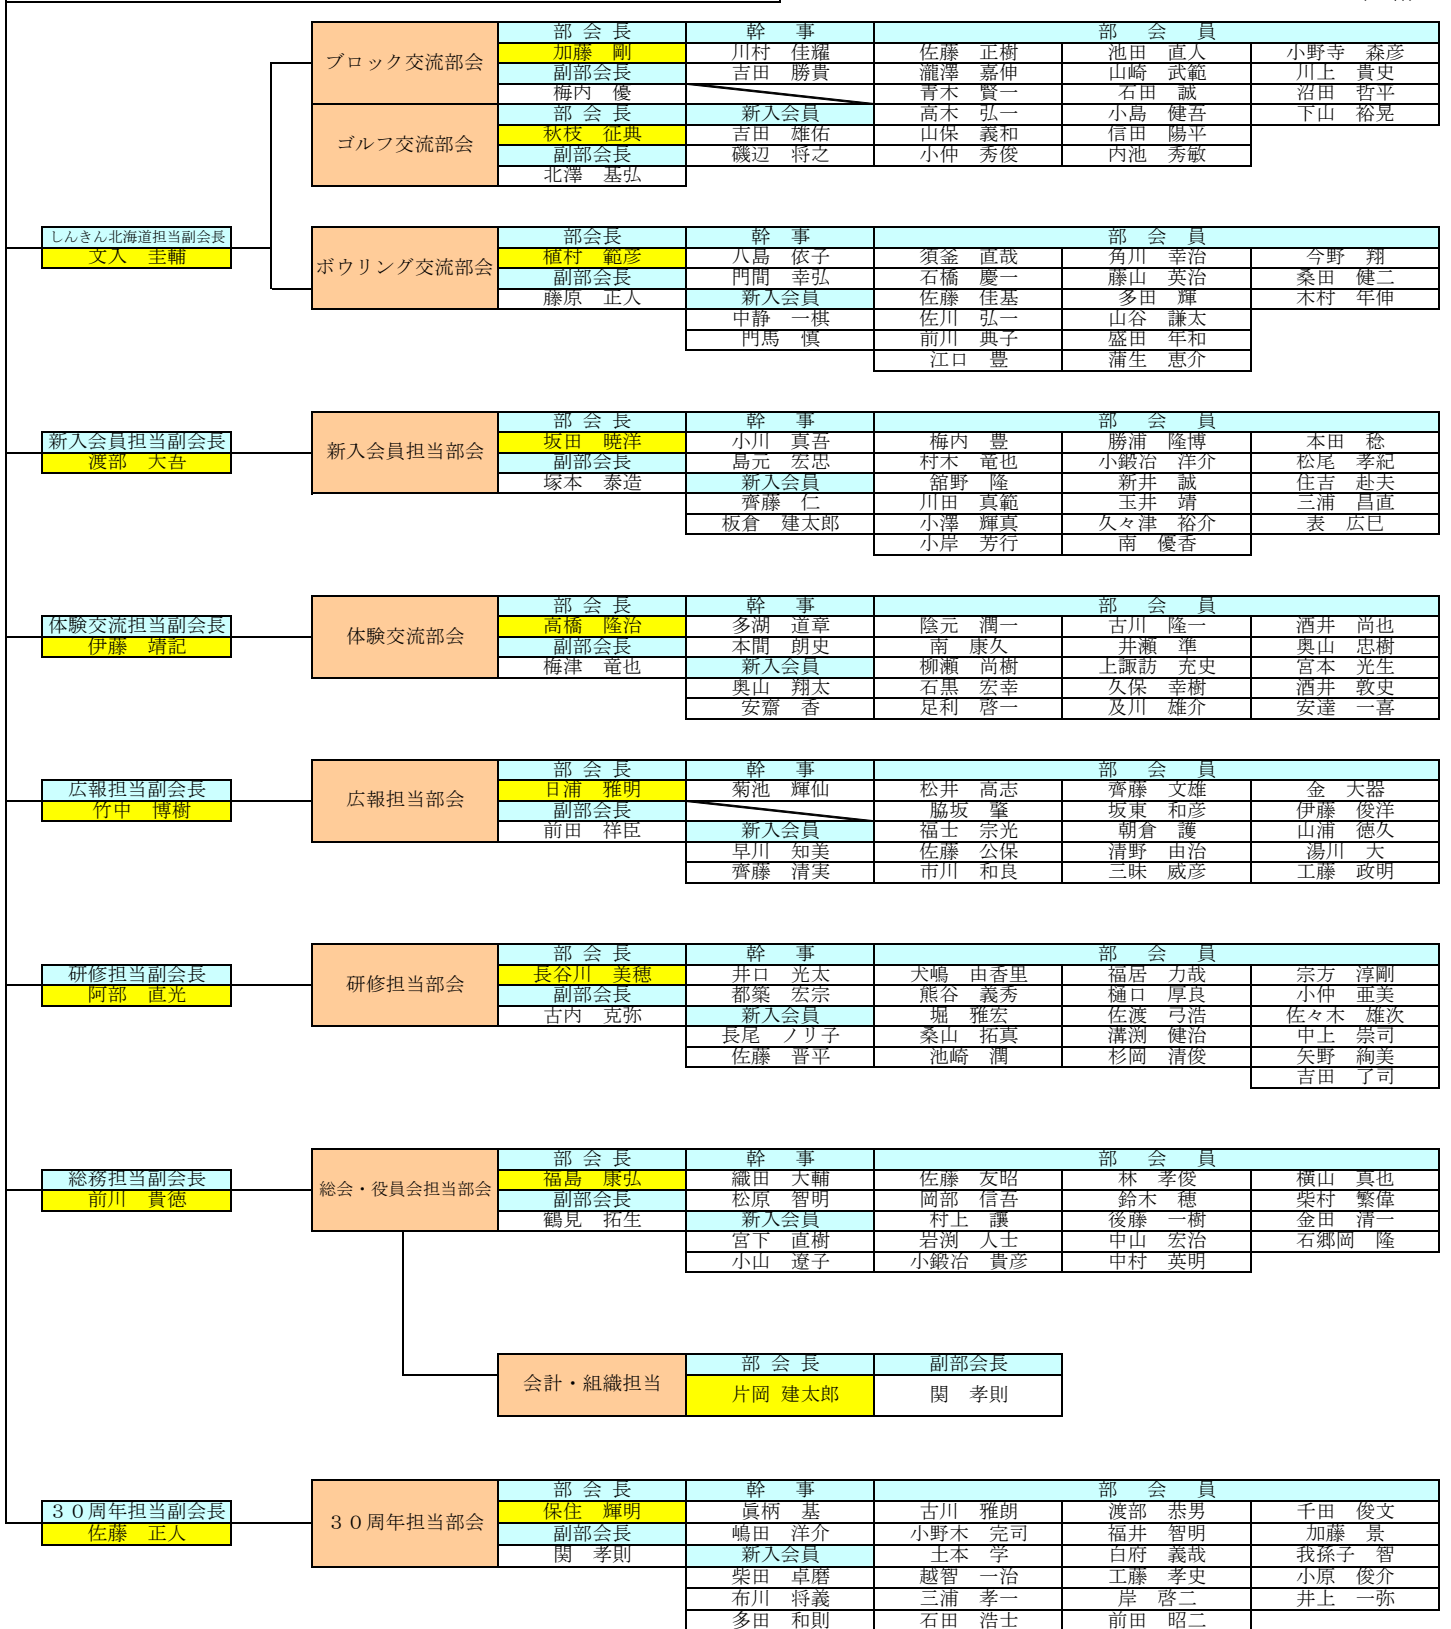 部 会 長　幹　事　部　会　員
ブロック交流部会　加藤　剛　川村　佳耀　佐藤　正樹　池田　直人　小野寺　森彦
副部会長　吉田　勝貴　瀧澤　嘉伸　山崎　武範　川上　貴史
梅内　優　青木　賢一　石田　誠　沼田　哲平
部 会 長　新入会員　高木　弘一　小島　健吾　下山　裕晃
ゴルフ交流部会　秋枝　征典　吉田　雄佑　山保　義和　信田　陽平
副部会長　磯辺　将之　小仲　秀俊　内池　秀敏
北澤　基弘
しんきん北海道担当副会長　部会長　幹　事　部　会　員
文入　圭輔　ボウリング交流部会　植村　範彦　八島　依子　須釜　直哉　角川　幸治　今野　翔
副部会長　門間　幸弘　石橋　慶一　藤山　英治　桑田　健二
藤原　正人　新入会員　佐藤　佳基　多田　輝　木村　年伸
中静　一棋　佐川　弘一　山谷　謙太
門馬　慎　前川　典子　盛田　年和
江口　豊　蒲生　恵介
部 会 長　幹　事　部　会　員
新入会員担当副会長　新入会員担当部会　坂田　暁洋　小川　真吾　梅内　豊　勝浦　隆博　本田　稔
渡部　大吾　副部会長　島元　宏忠　村木　竜也　小鍛冶　洋介　松尾　孝紀
塚本　泰造　新入会員　舘野　隆　新井　誠　住吉　赴夫
齊藤　仁　川田　真範　玉井　靖　三浦　昌直
板倉　建太郎　小澤　輝真　久々津　裕介　表　広巳
小岸　芳行　南　優香
部 会 長　幹　事　部　会　員
体験交流担当副会長　体験交流部会　高橋　隆治　多湖　道章　陰元　潤一　古川　隆一　酒井　尚也
伊藤　靖記　副部会長　本間　朗史　南　康久　井瀬　準　奥山　忠樹
梅津　竜也　新入会員　柳瀬　尚樹　上諏訪　充史　宮本　光生
奥山　翔太　石黒　宏幸　久保　幸樹　酒井　敦史
安齋　香　足利　啓一　及川　雄介　安達　一喜
部 会 長　幹　事　部　会　員
広報担当副会長　広報担当部会　日浦　雅明　菊池　輝仙　松井　高志　齊藤　文雄　金　大器
竹中　博樹　副部会長　脇坂　肇　坂東　和彦　伊藤　俊洋
前田　祥臣　新入会員　福士　宗光　朝倉　護　山浦　徳久
早川　知美　佐藤　公保　清野　由治　湯川　大
齊藤　清実　市川　和良　三昧　威彦　工藤　政明
部 会 長　幹　事　部　会　員
研修担当副会長　研修担当部会　長谷川　美穂　井口　光太　犬嶋　由香里　福居　力哉　宗方　淳剛
阿部　直光　副部会長　都築　宏宗　熊谷　義秀　樋口　厚良　小仲　亜美
古内　克弥　新入会員　堀　雅宏　佐渡　弓浩　佐々木　雄次
長尾　ノリ子　桑山　拓真　溝渕　健治　中上　崇司
佐藤　晋平　池崎　潤　杉岡　清俊　矢野　絢美
吉田　了司
部 会 長　幹　事　部　会　員
総務担当副会長　総会・役員会担当部会　福島　康弘　織田　大輔　佐藤　友昭　林　孝俊　横山　真也
前川　貴徳　副部会長　松原　智明　岡部　信吾　鈴木　穂　柴村　繁偉
鶴見　拓生　新入会員　村上　譲　後藤　一樹　金田　清一
宮下　直樹　岩渕　人士　中山　宏治　石郷岡　隆
小山　遼子　小鍛冶　貴彦　中村　英明
会計・組織担当　部 会 長　副部会長
片岡 建太郎　関　孝則
部 会 長　幹　事　部　会　員
３０周年担当副会長　３０周年担当部会　保住　輝明　眞柄　基　古川　雅朗　渡部　恭男　千田　俊文
佐藤　正人　副部会長　嶋田　洋介　小野木　完司　福井　智明　加藤　景
関　孝則　新入会員　土本　学　白府　義哉　我孫子　智
柴田　卓磨　越智　一治　工藤　孝史　小原　俊介
布川　将義　三浦　孝一　岸　啓二　井上　一弥
多田　和則　石田　浩士　前田　昭二